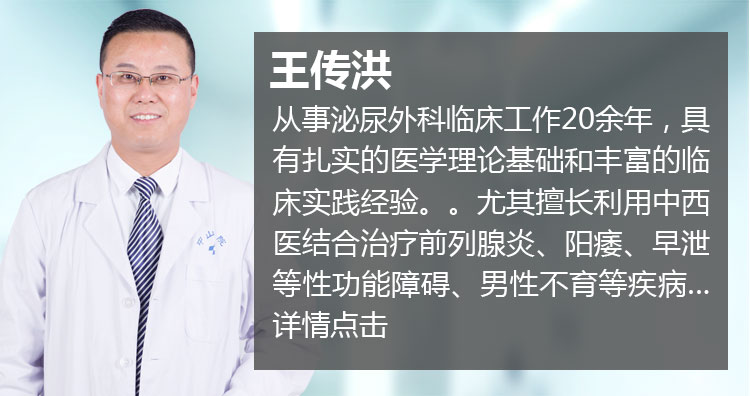 王传洪
从事泌尿外科临床工作20余年，具
有扎实的医学理论基础和丰富的临
床实践经验。。尤其擅长利用中西
医结合治疗前列腺炎、阳痿、早泄
等性功能障碍、男性不育等疾病...
详情点击